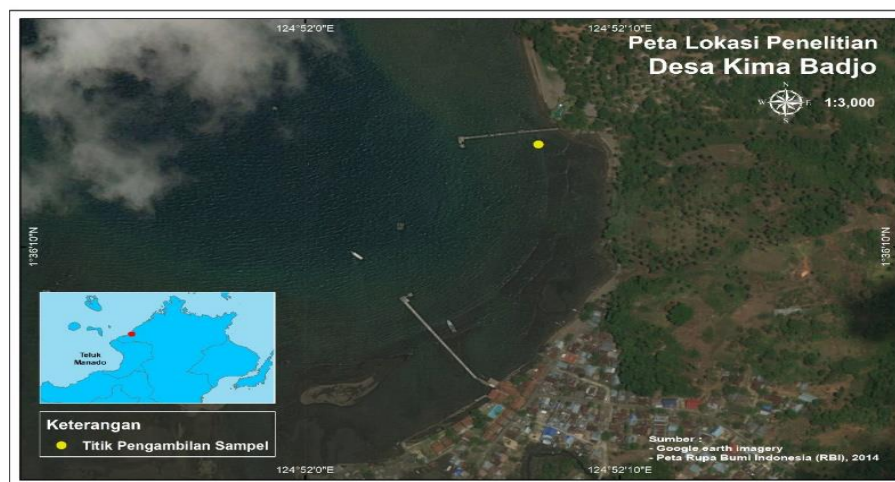 124°52'0"E
124°52'10"E
Peta Lokasi Penelitian
Desa Kima Badjo
N
W
E
S
1:3,000
1°36'10"N
1°36'10"N
Teluk
Manado
Keterangan
Titik Pengambilan Sampel
Sumber :
- Google earth imagery
- Peta Rupa Bumi Indonesia (RBI), 2014
124°52'0"E
124°52'10"E